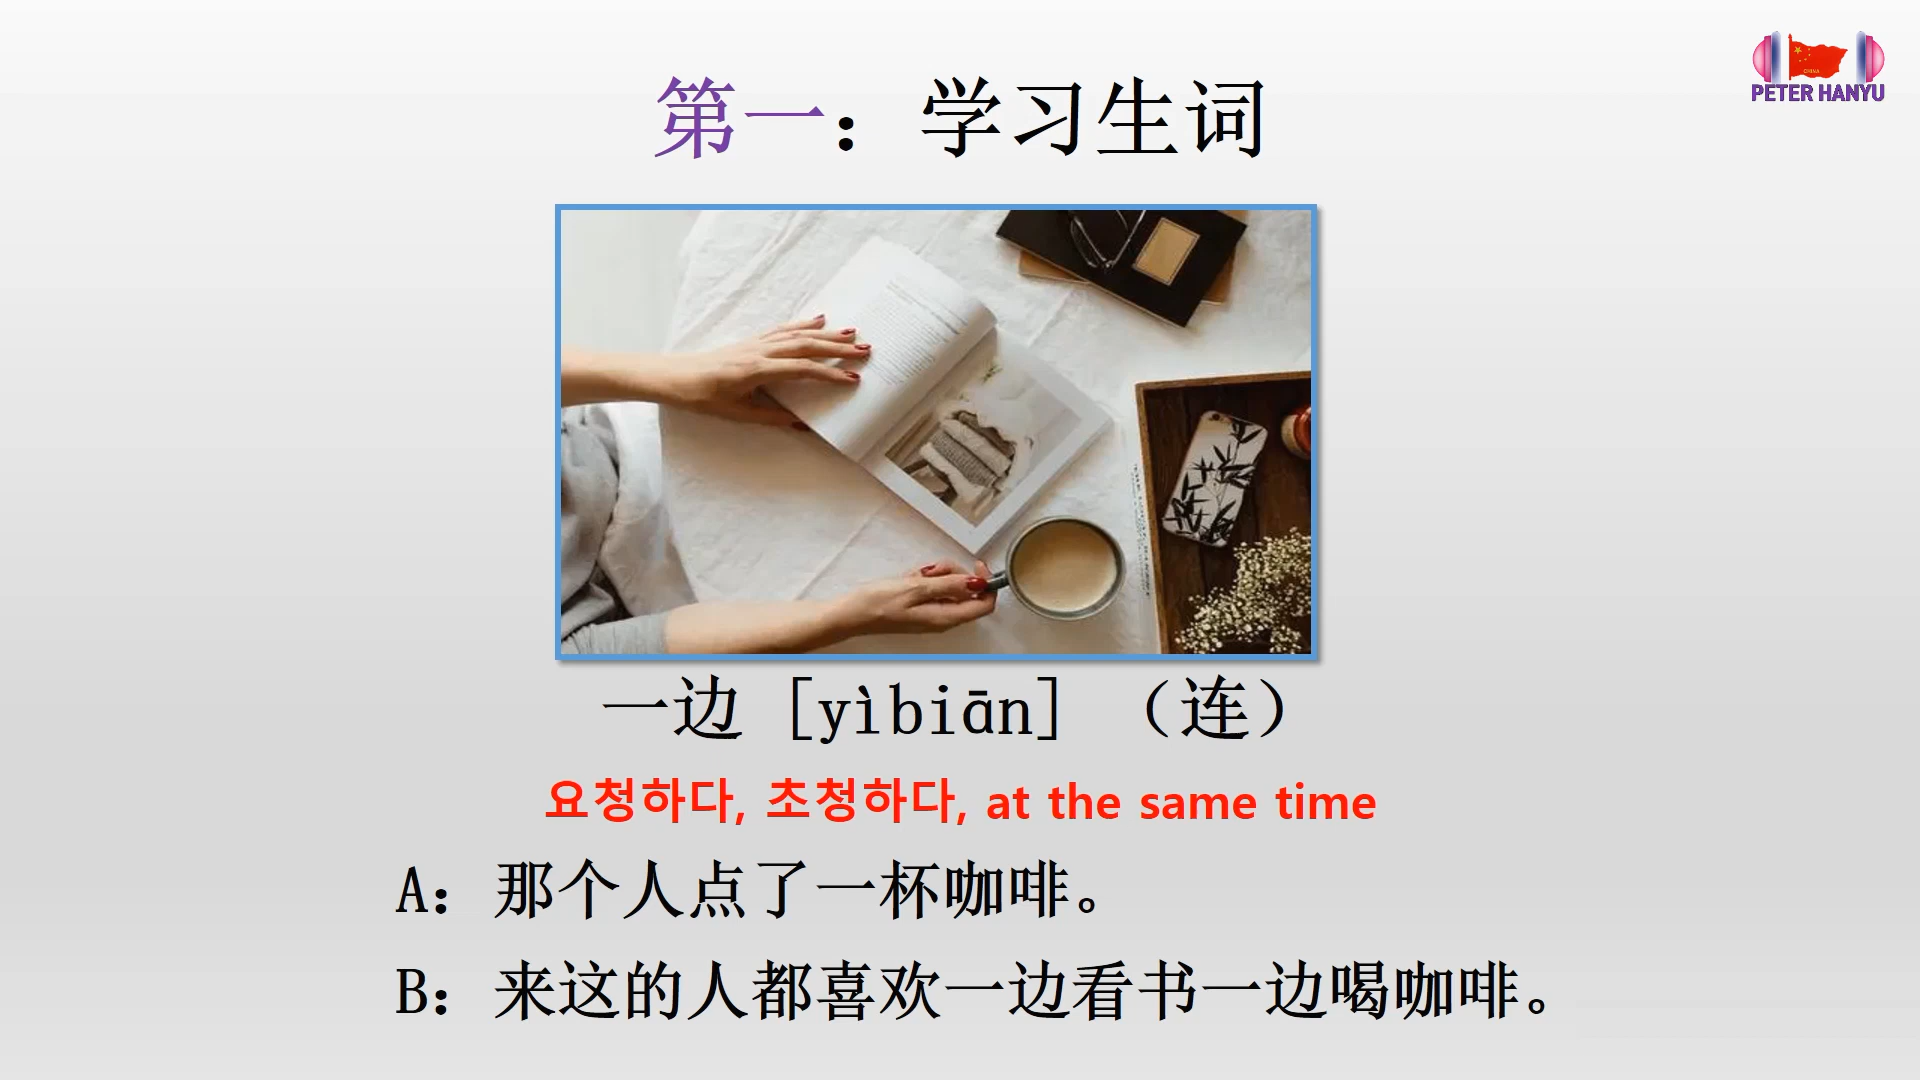 PETER HANYU
第一：学习生词
一边 [yìbiān] （连）
요청하다, 초청하다, at the same time
A：那个人点了一杯咖啡。
B：来这的人都喜欢一边看书一边喝咖啡。